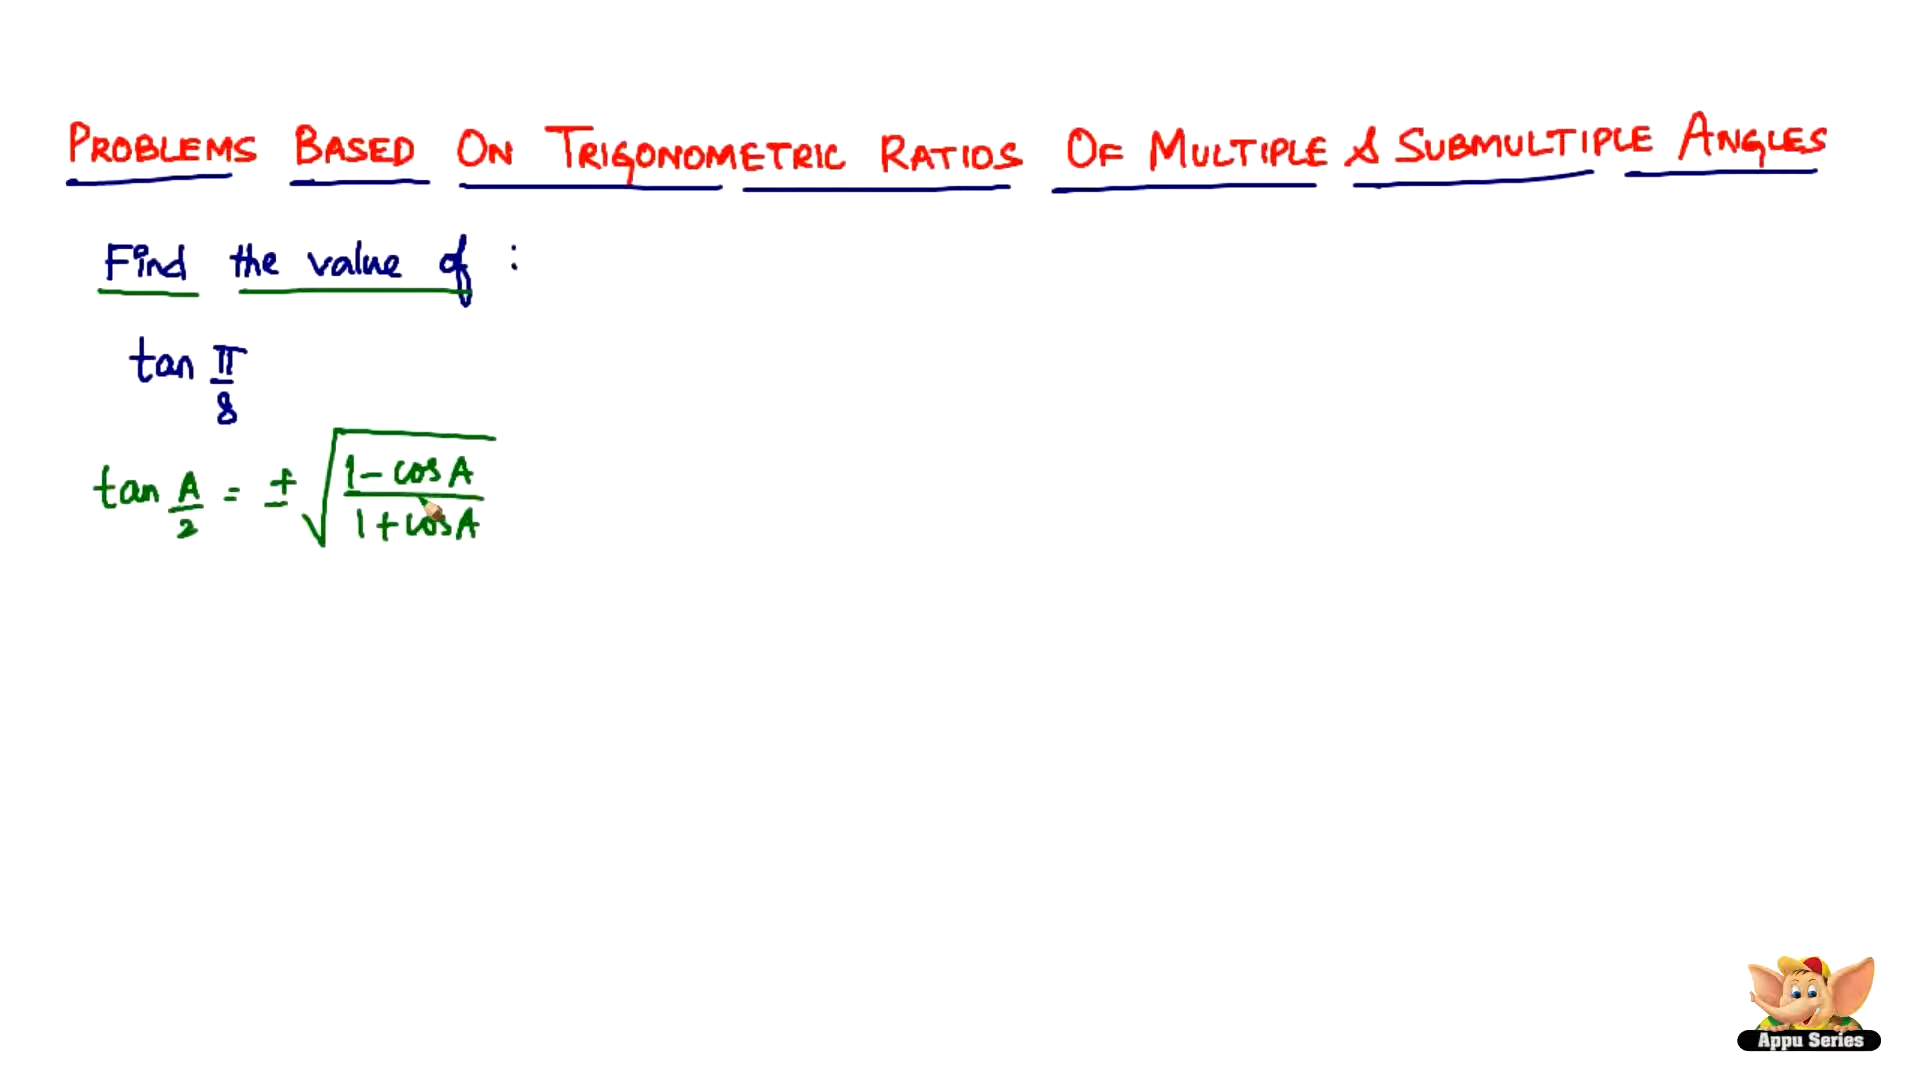 PROBLEMS BASED ON TRIGONOMETRIC RATIOS OF MULTIPLE & SUBMULTIPLE ANGLES
Find the value of :
tan π/8
tan A/2 = ± √((1 - cos A)/(1 + cos A))
Appu Series